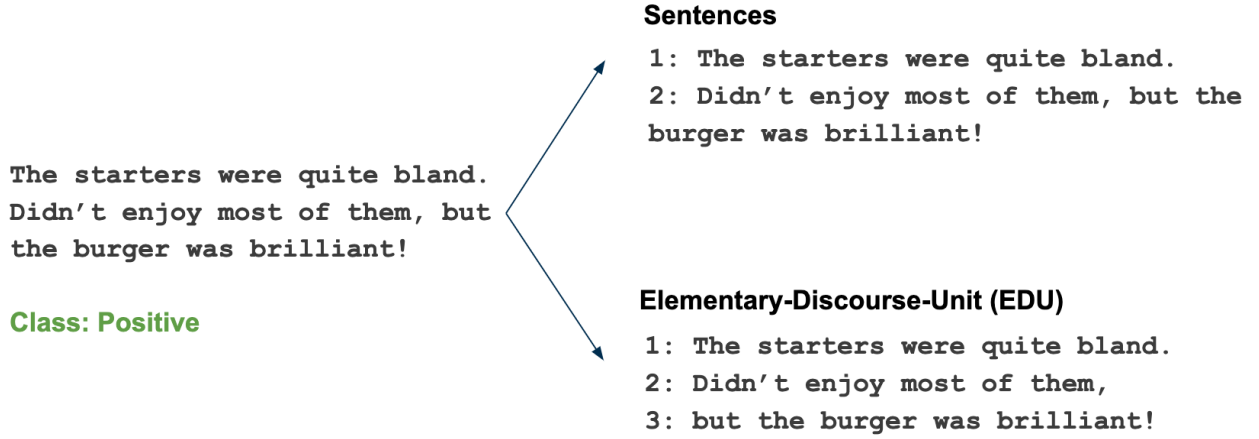 The starters were quite bland.
Didn’t enjoy most of them, but
the burger was brilliant!
Class: Positive
Sentences
1: The starters were quite bland.
2: Didn’t enjoy most of them, but the
burger was brilliant!
Elementary-Discourse-Unit (EDU)
1: The starters were quite bland.
2: Didn’t enjoy most of them,
3: but the burger was brilliant!